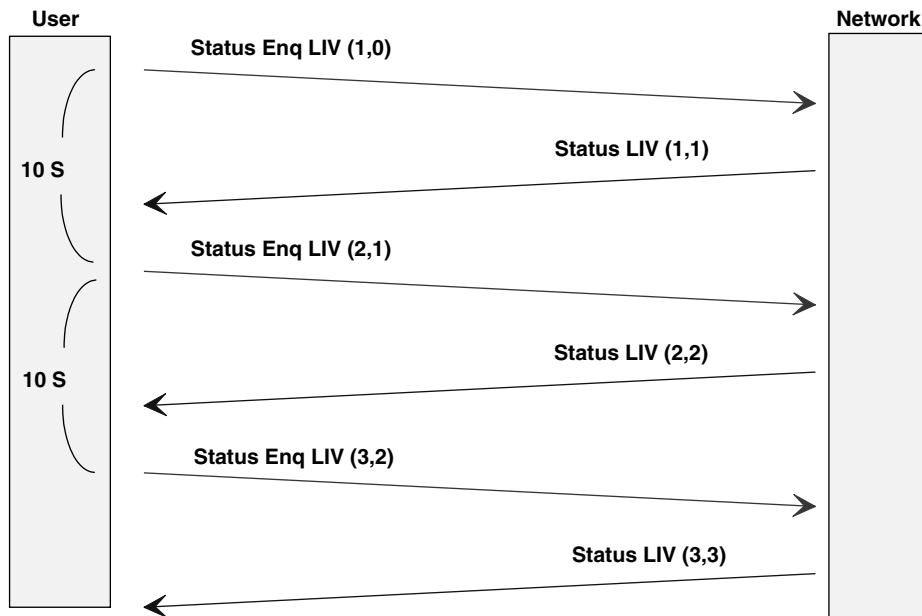 User
Network
Status Enq LIV (1,0)
Status LIV (1,1)
10 S
Status Enq LIV (2,1)
Status LIV (2,2)
10 S
Status Enq LIV (3,2)
Status LIV (3,3)